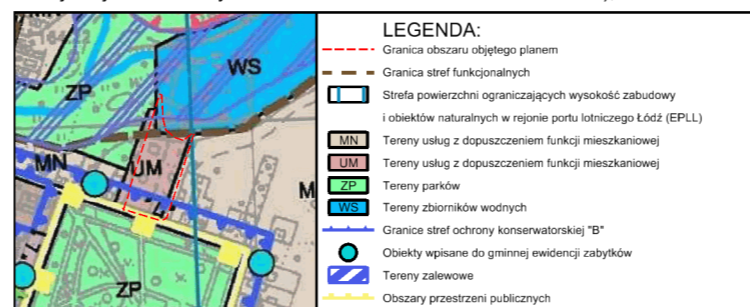 LEGENDA:
Granica obszaru objętego planem
Granica stref funkcjonalnych
Strefa powierzchni ograniczających wysokość zabudowy
i obiektów naturalnych w rejonie portu lotniczego Łódź (EPLL)
MN Tereny usług z dopuszczeniem funkcji mieszkaniowej
UM Tereny usług z dopuszczeniem funkcji mieszkaniowej
ZP Tereny parków
WS Tereny zbiorników wodnych
Granice stref ochrony konserwatorskiej "B"
Obiekty wpisane do gminnej ewidencji zabytków
Tereny zalewowe
Obszary przestrzeni publicznych
WS
ZP
MN
UM
M
ZP